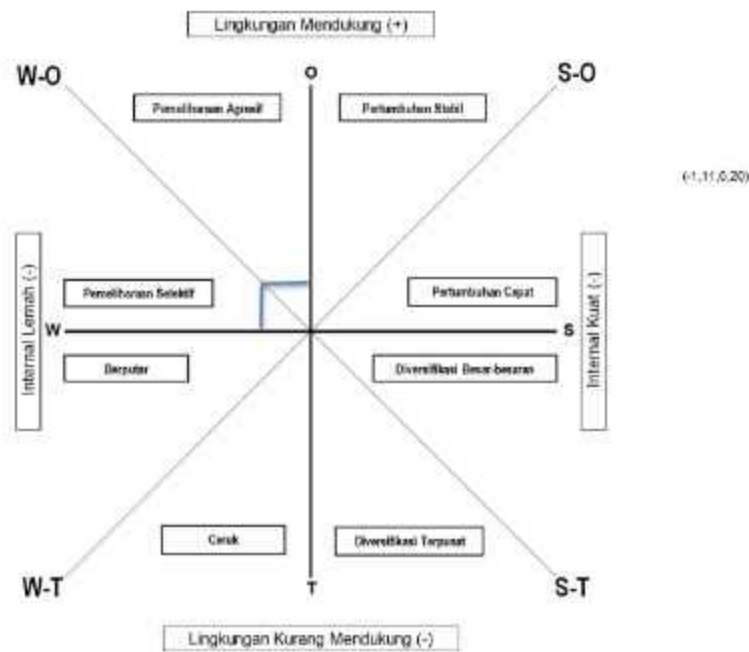 Lingkungan Mendukung (+)
W-O
O
S-O
Pemeliharaan Agresif
Pertumbuhan Stabil
(-1,11,0,20)
Internal Lemah (-)
Internal Kuat (-)
Pemeliharaan Selektif
Pertumbuhan Cepat
W
S
Berputar
Diversifikasi Besar-besaran
Ceruk
Diversifikasi Terpusat
W-T
T
S-T
Lingkungan Kurang Mendukung (-)